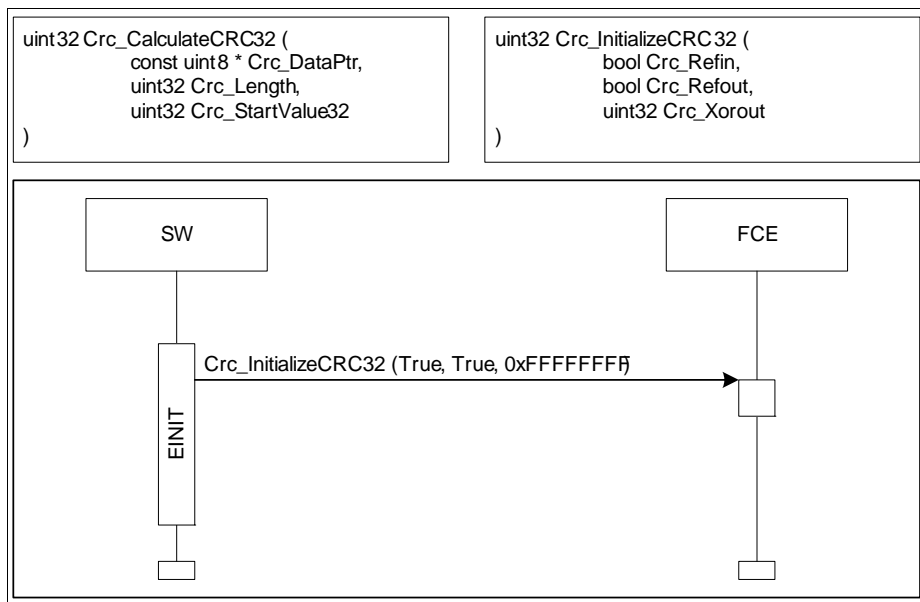 uint32 Crc_CalculateCRC32 (
const uint8 * Crc_DataPtr,
uint32 Crc_Length,
uint32 Crc_StartValue32
)
uint32 Crc_InitializeCRC32 (
bool Crc_Refin,
bool Crc_Refout,
uint32 Crc_Xorout
)
SW
FCE
Crc_InitializeCRC32 (True, True, 0xFFFFFFFF)
EINIT